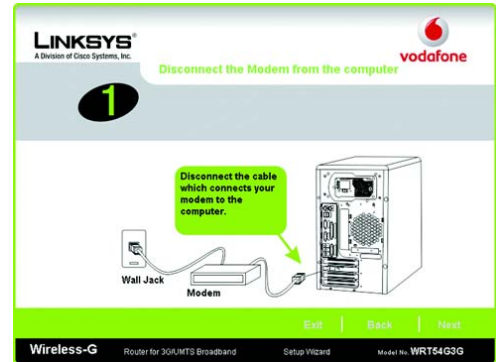 LINKSYS®
A Division of Cisco Systems, Inc.
vodafone
Disconnect the Modem from the computer
1
Disconnect the cable
which connects your
modem to the
computer.
Wall Jack
Modem
Exit
Back
Next
Wireless-G
Router for 3G/UMTS Broadband
Setup Wizard
Model No. WRT54G3G